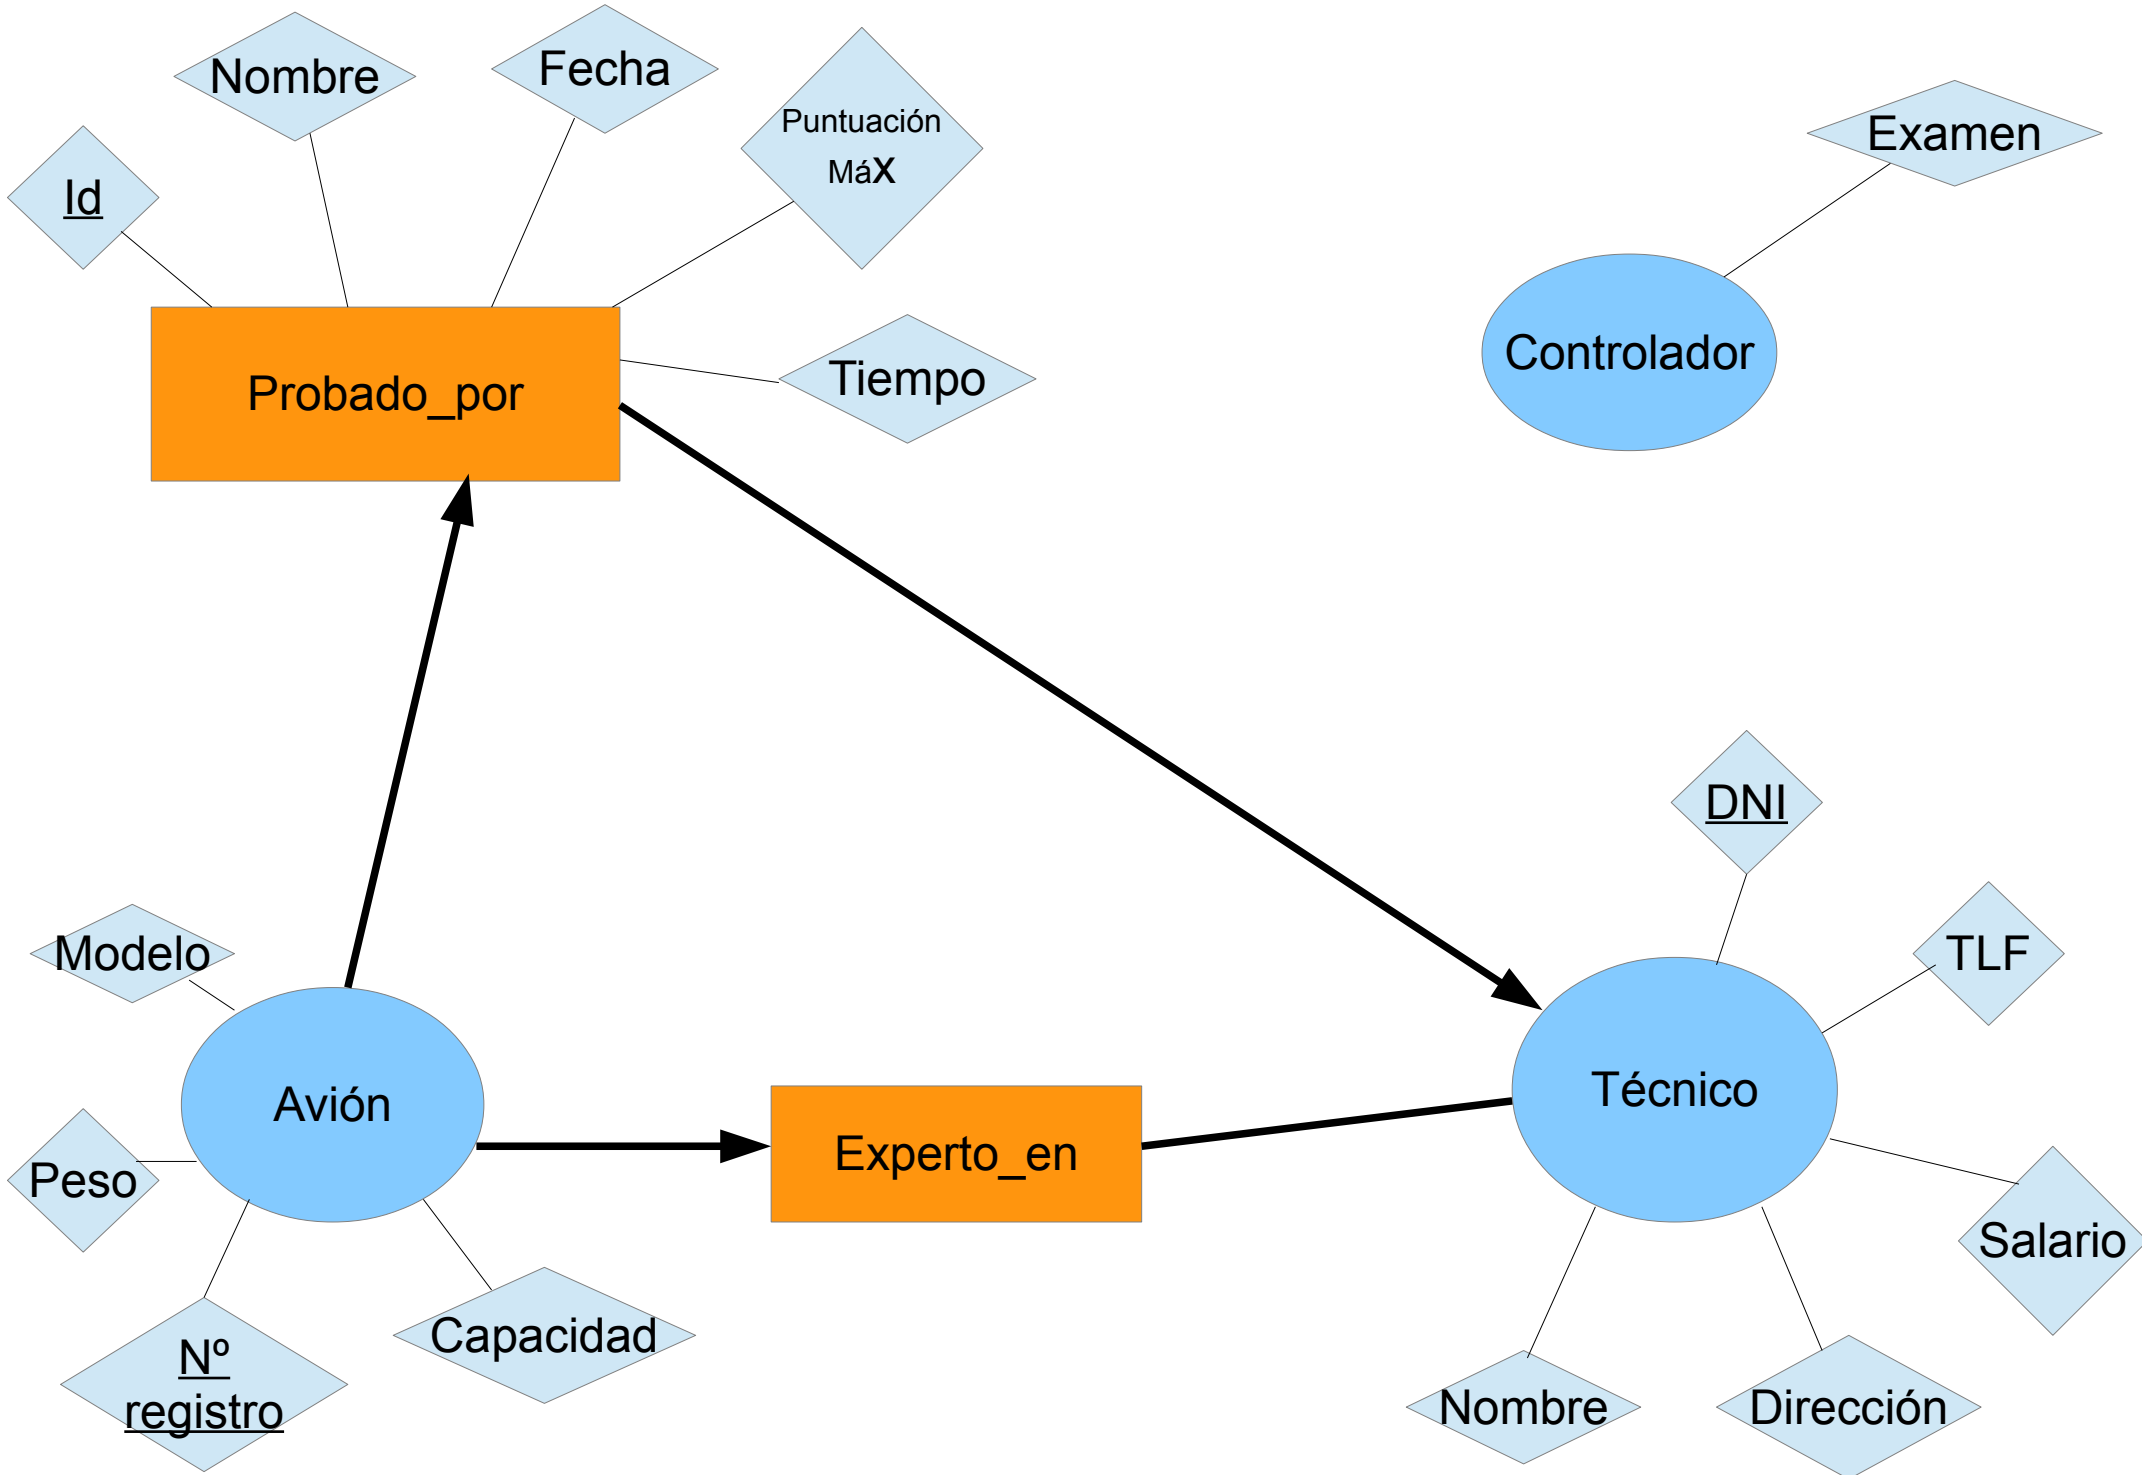 Nombre
Fecha
Puntuación
Máx
Examen
Id
Controlador
Tiempo
Probado_por
DNI
Modelo
TLF
Avión
Técnico
Experto_en
Peso
Salario
Capacidad
Nº
registro
Nombre
Dirección